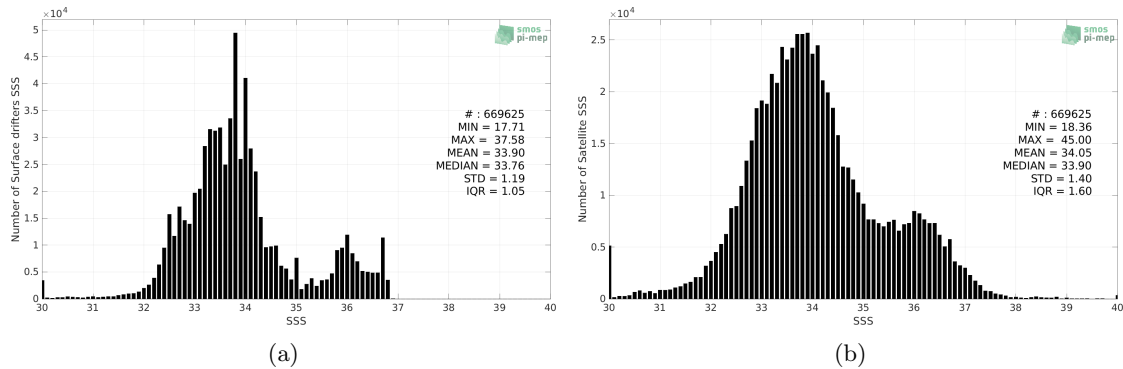 ×10⁴
5
4.5
4
3.5
3
2.5
2
1.5
1
0.5
0
30 31 32 33 34 35 36 37 38 39 40
Number of Surface drifters SSS
SSS
smos
pi-mep
# : 669625
MIN = 17.71
MAX = 37.58
MEAN = 33.90
MEDIAN = 33.76
STD = 1.19
IQR = 1.05
(a)
×10⁴
2.5
2
1.5
1
0.5
0
30 31 32 33 34 35 36 37 38 39 40
Number of Satellite SSS
SSS
smos
pi-mep
# : 669625
MIN = 18.36
MAX = 45.00
MEAN = 34.05
MEDIAN = 33.90
STD = 1.40
IQR = 1.60
(b)